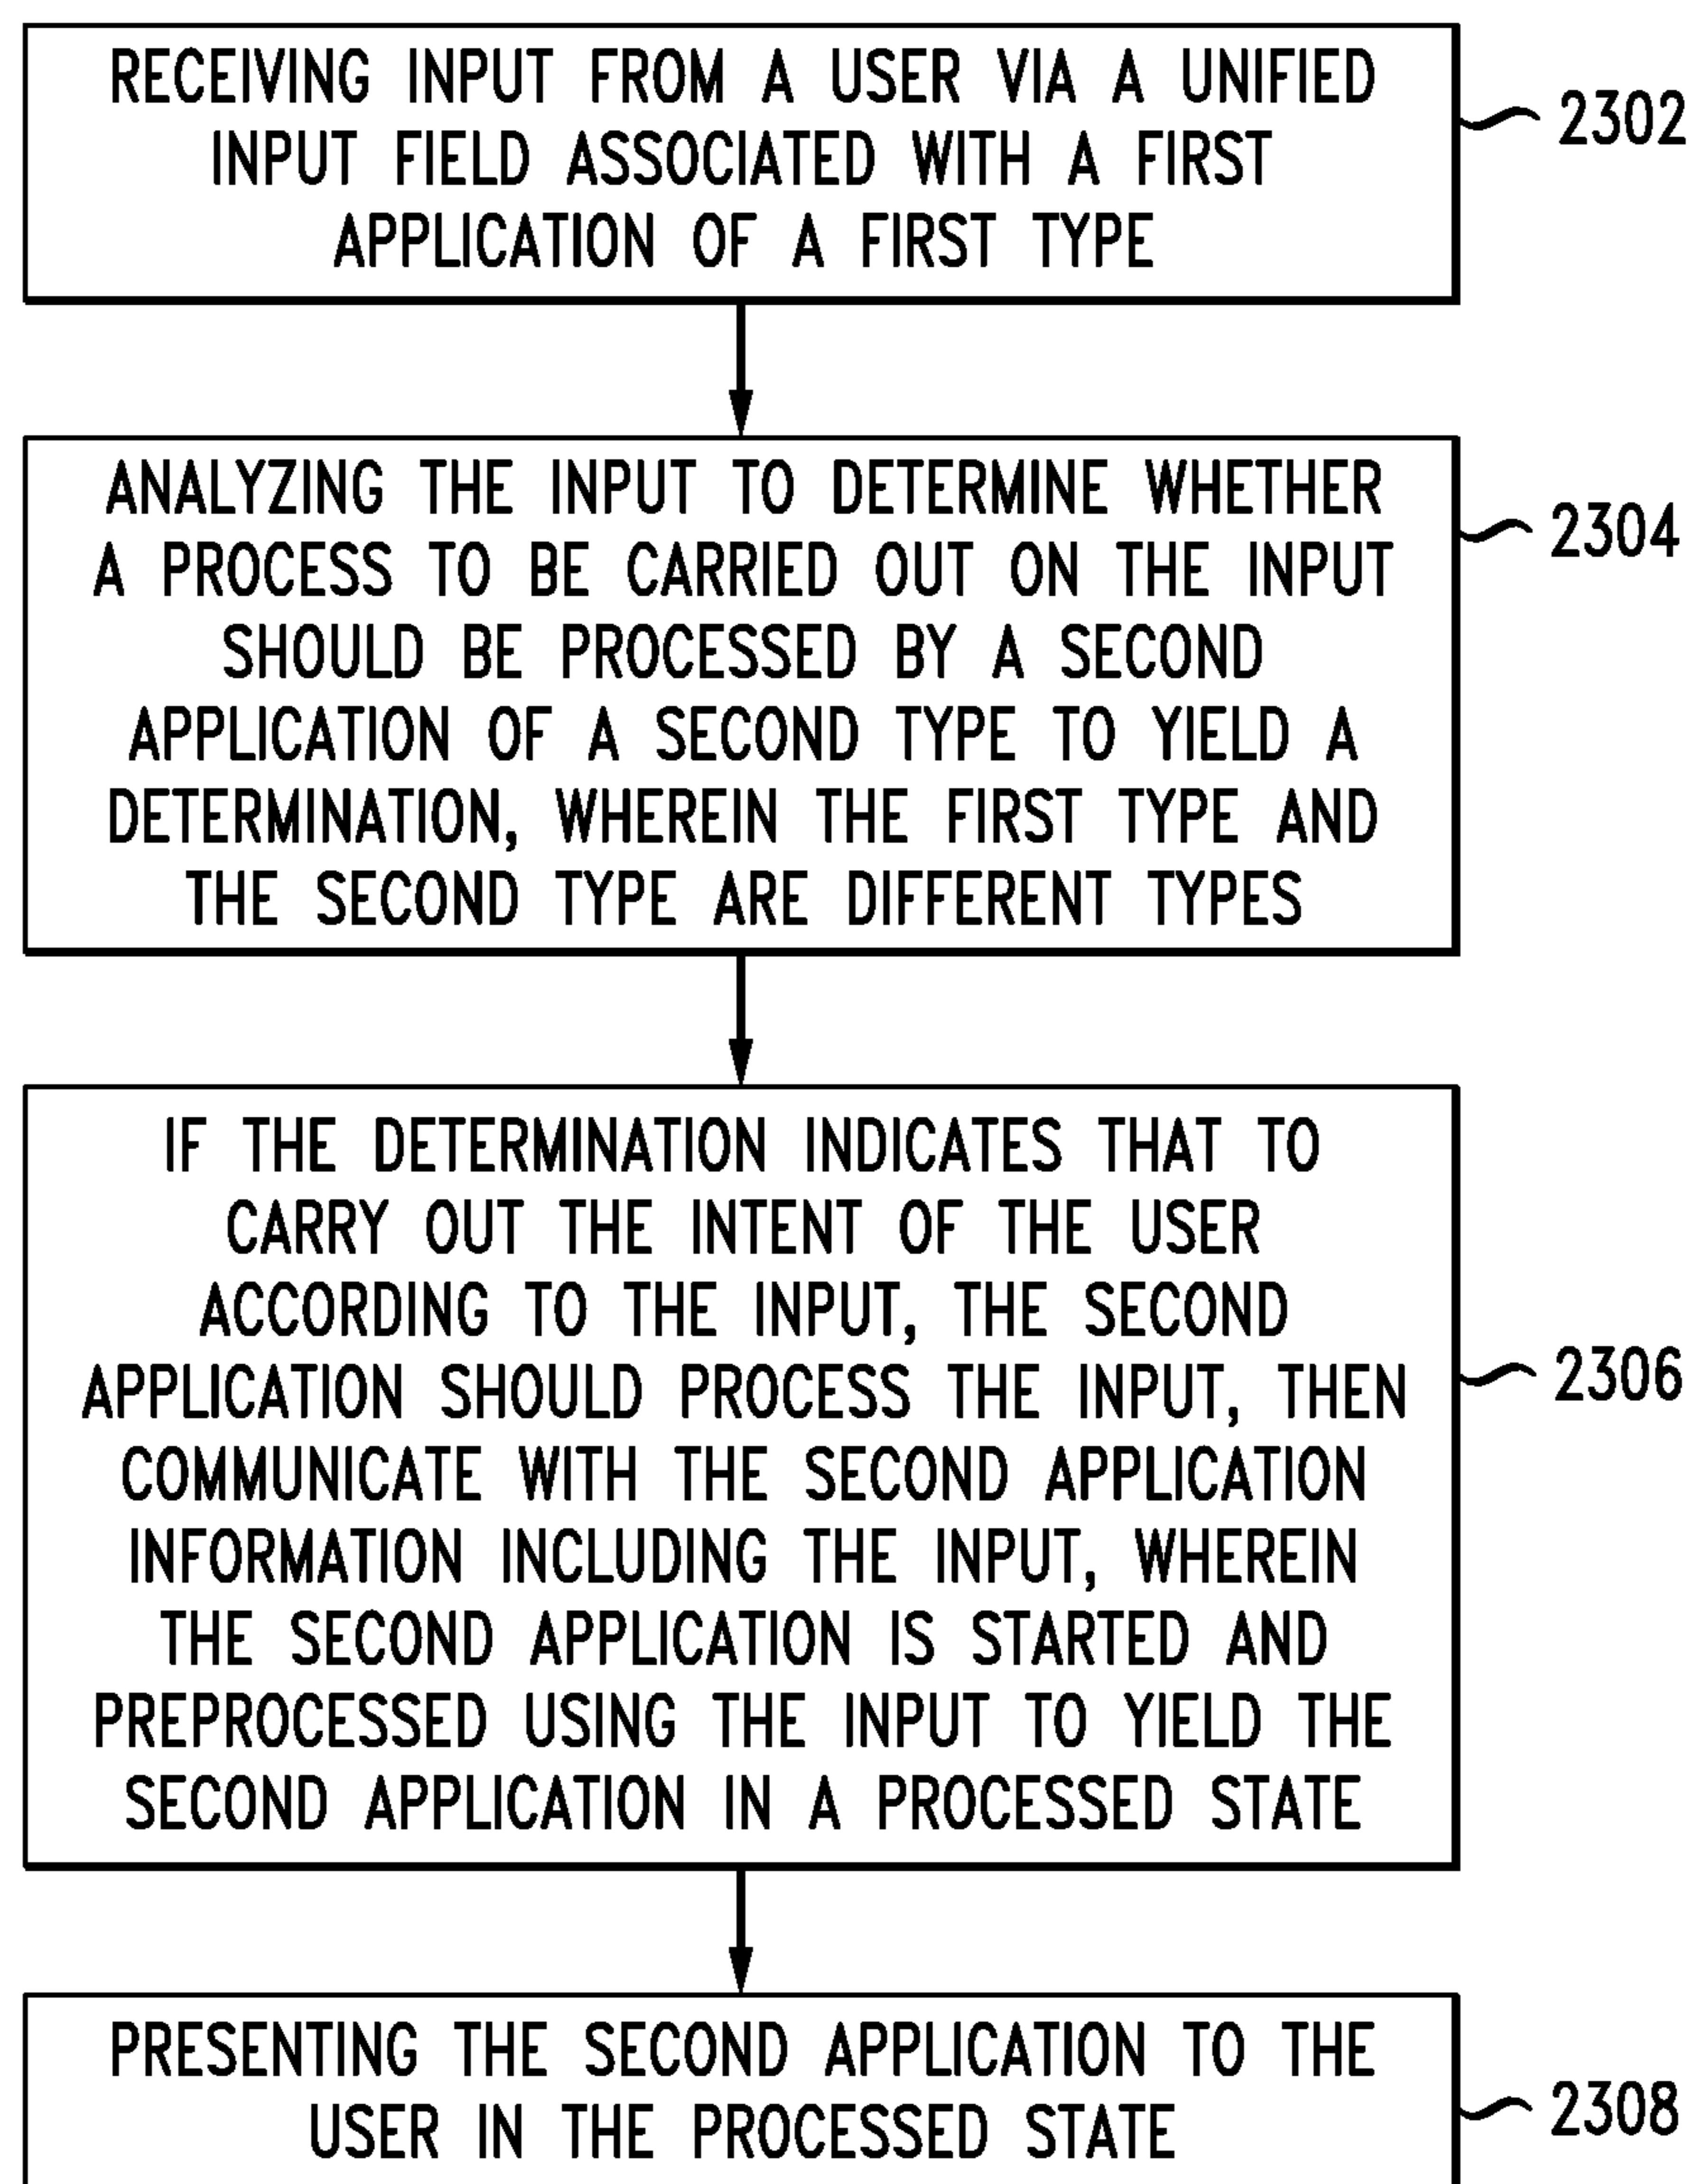 RECEIVING INPUT FROM A USER VIA A UNIFIED
INPUT FIELD ASSOCIATED WITH A FIRST
APPLICATION OF A FIRST TYPE
2302
ANALYZING THE INPUT TO DETERMINE WHETHER
A PROCESS TO BE CARRIED OUT ON THE INPUT
SHOULD BE PROCESSED BY A SECOND
APPLICATION OF A SECOND TYPE TO YIELD A
DETERMINATION, WHEREIN THE FIRST TYPE AND
THE SECOND TYPE ARE DIFFERENT TYPES
2304
IF THE DETERMINATION INDICATES THAT TO
CARRY OUT THE INTENT OF THE USER
ACCORDING TO THE INPUT, THE SECOND
APPLICATION SHOULD PROCESS THE INPUT, THEN
COMMUNICATE WITH THE SECOND APPLICATION
INFORMATION INCLUDING THE INPUT, WHEREIN
THE SECOND APPLICATION IS STARTED AND
PREPROCESSED USING THE INPUT TO YIELD THE
SECOND APPLICATION IN A PROCESSED STATE
2306
PRESENTING THE SECOND APPLICATION TO THE
USER IN THE PROCESSED STATE
2308